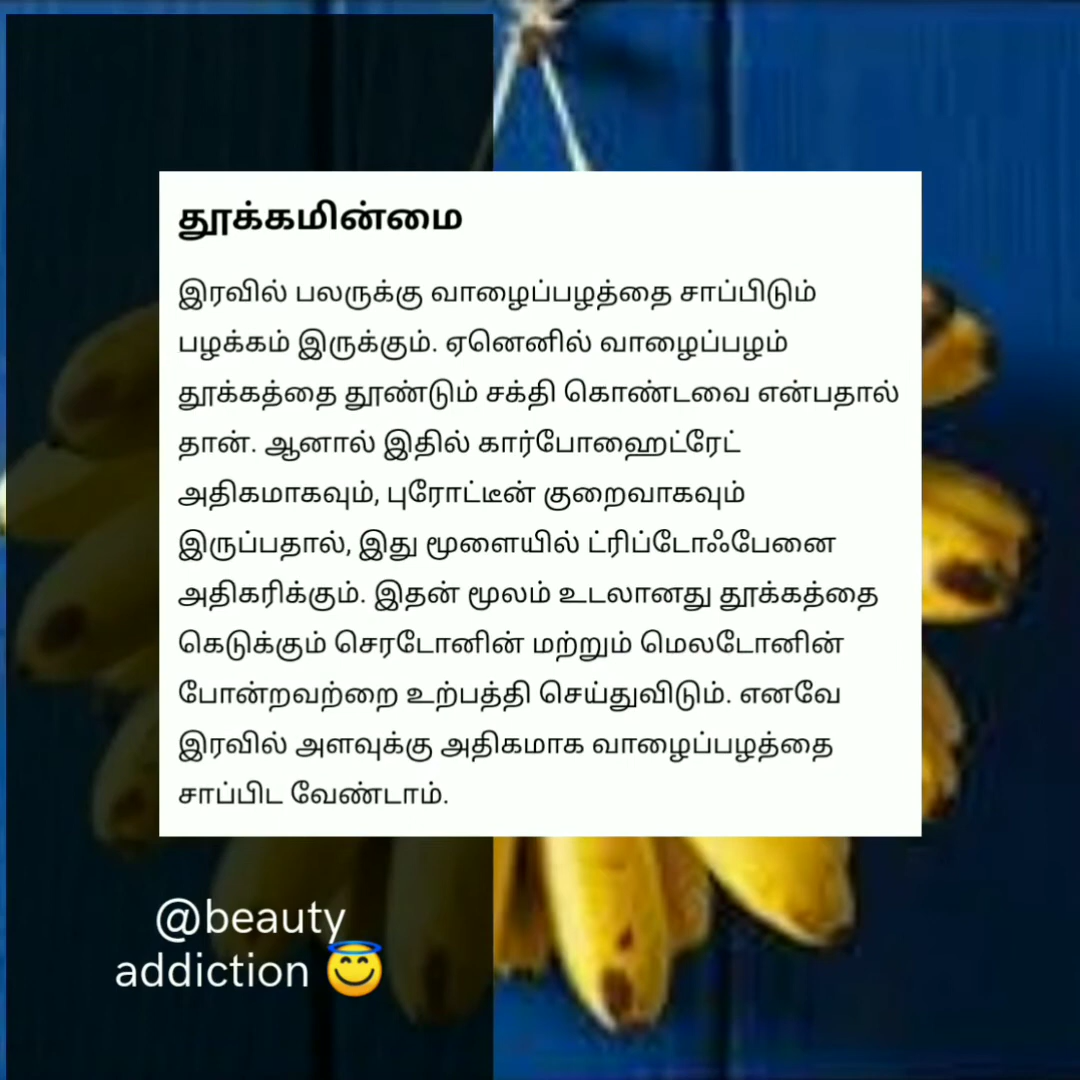 தூக்கமின்மை
இரவில் பலருக்கு வாழைப்பழத்தை சாப்பிடும்
பழக்கம் இருக்கும். ஏனெனில் வாழைப்பழம்
தூக்கத்தை தூண்டும் சக்தி கொண்டவை என்பதால்
தான். ஆனால் இதில் கார்போஹைட்ரேட்
அதிகமாகவும், புரோட்டீன் குறைவாகவும்
இருப்பதால், இது மூளையில் ட்ரிப்டோஃபேனை
அதிகரிக்கும். இதன் மூலம் உடலானது தூக்கத்தை
கெடுக்கும் செரடோனின் மற்றும் மெலடோனின்
போன்றவற்றை உற்பத்தி செய்துவிடும். எனவே
இரவில் அளவுக்கு அதிகமாக வாழைப்பழத்தை
சாப்பிட வேண்டாம்.
@beauty
addiction 😇